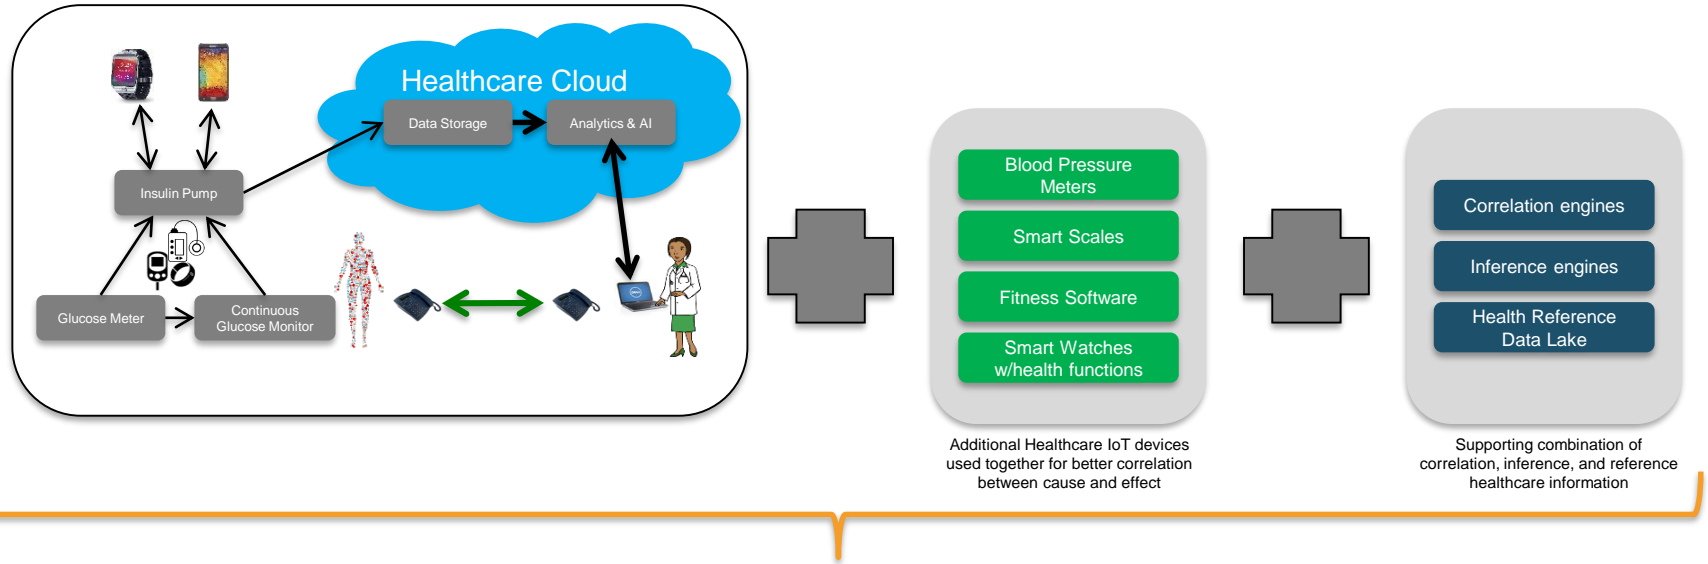 Healthcare Cloud
Data Storage
Analytics & AI
Insulin Pump
Glucose Meter
Continuous
Glucose Monitor
Blood Pressure
Meters
Smart Scales
Fitness Software
Smart Watches
w/health functions
Additional Healthcare IoT devices
used together for better correlation
between cause and effect
Correlation engines
Inference engines
Health Reference
Data Lake
Supporting combination of
correlation, inference, and reference
healthcare information